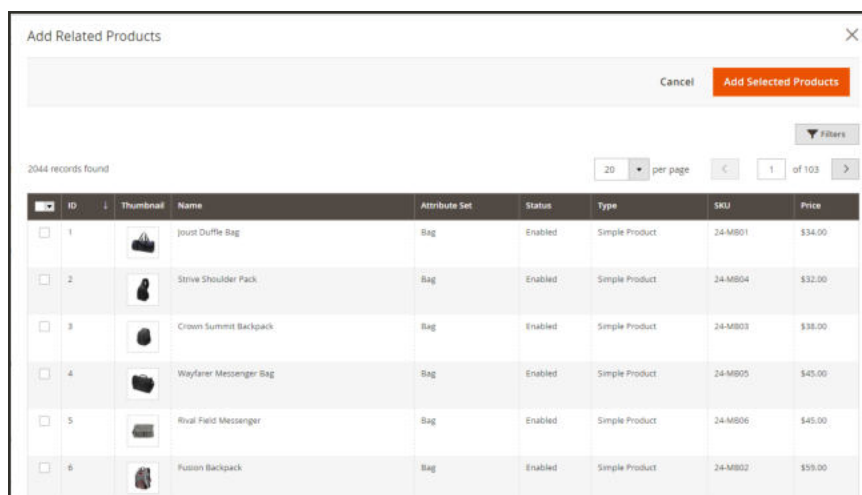 Add Related Products
Cancel Add Selected Products
Filters
2044 records found 20 per page 1 of 103
ID ↓ Thumbnail Name Attribute Set Status Type SKU Price
1 Joust Duffle Bag Bag Enabled Simple Product 24-MB01 $34.00
2 Strive Shoulder Pack Bag Enabled Simple Product 24-MB04 $32.00
3 Crown Summit Backpack Bag Enabled Simple Product 24-MB03 $38.00
4 Wayfarer Messenger Bag Bag Enabled Simple Product 24-MB05 $45.00
5 Rival Field Messenger Bag Enabled Simple Product 24-MB06 $45.00
6 Fusion Backpack Bag Enabled Simple Product 24-MB02 $59.00